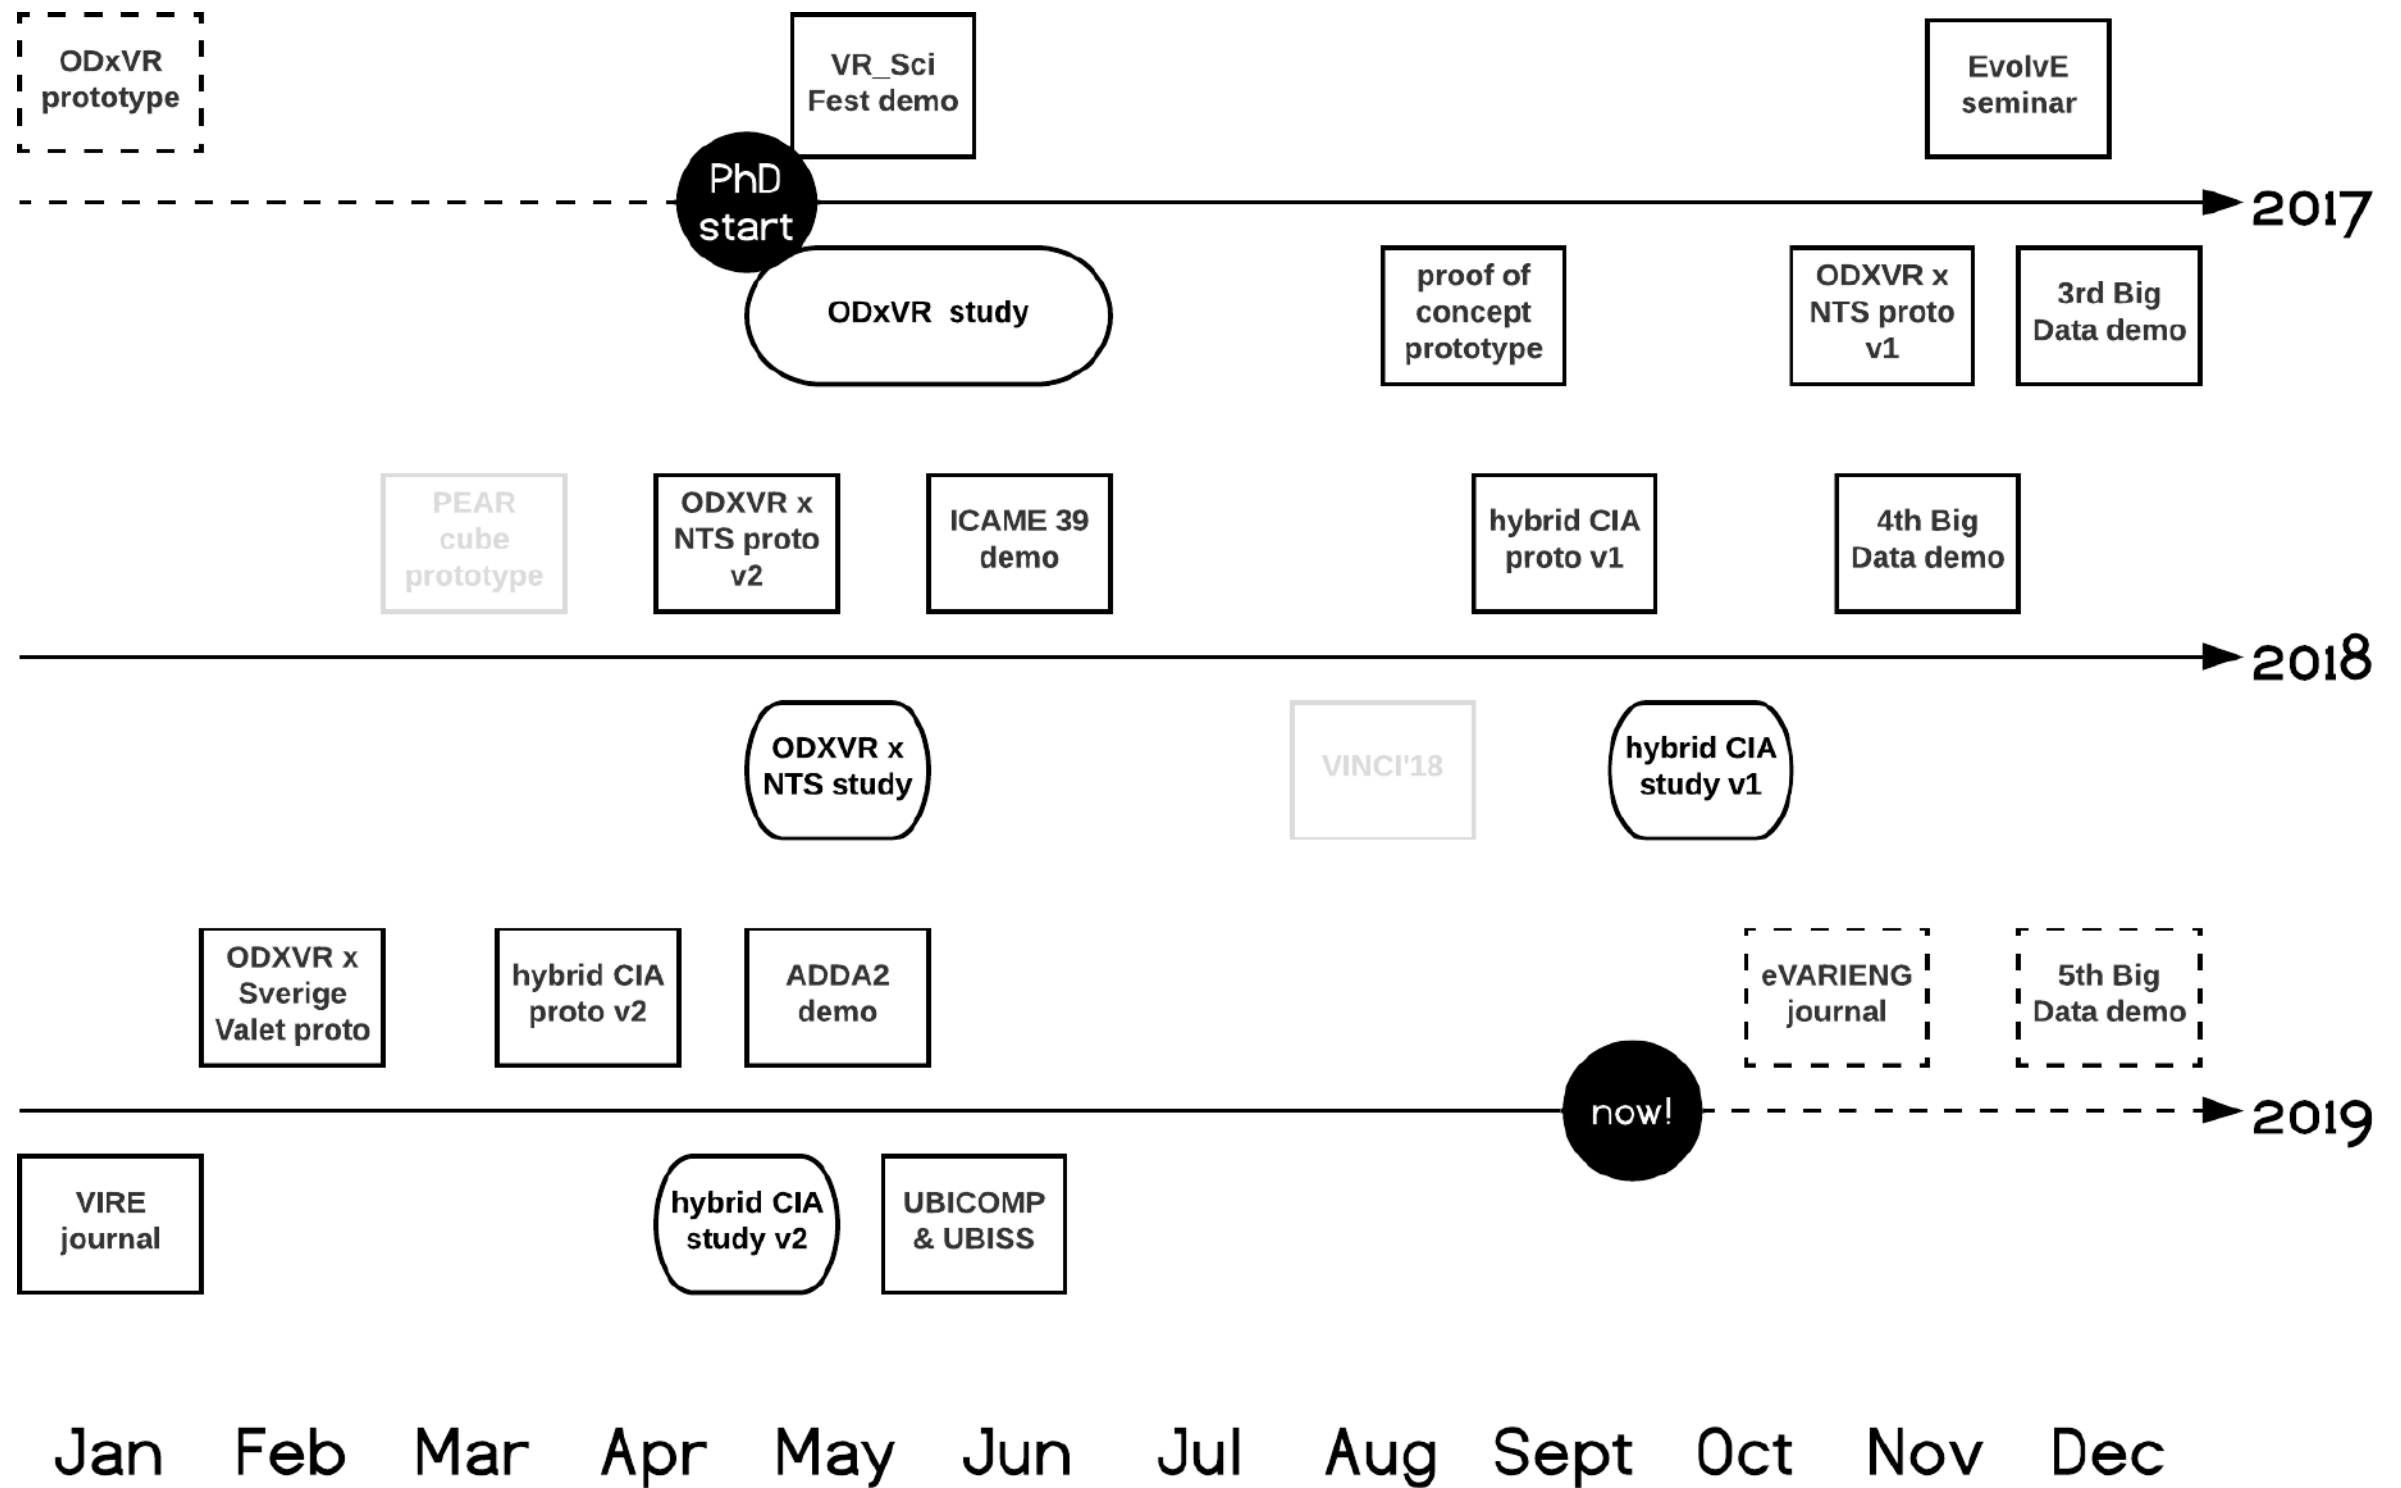 ODxVR
prototype
VR_Sci
Fest demo
EvolvE
seminar
PhD
start
2017
ODxVR study
proof of
concept
prototype
ODXVR x
NTS proto
v1
3rd Big
Data demo
PEAR
cube
prototype
ODXVR x
NTS proto
v2
ICAME 39
demo
hybrid CIA
proto v1
4th Big
Data demo
2018
ODXVR x
NTS study
VINCI'18
hybrid CIA
study v1
ODXVR x
Sverige
Valet proto
hybrid CIA
proto v2
ADDA2
demo
eVARIENG
journal
5th Big
Data demo
now!
2019
VIRE
journal
hybrid CIA
study v2
UBICOMP
& UBISS
Jan Feb Mar Apr May Jun Jul Aug Sept Oct Nov Dec